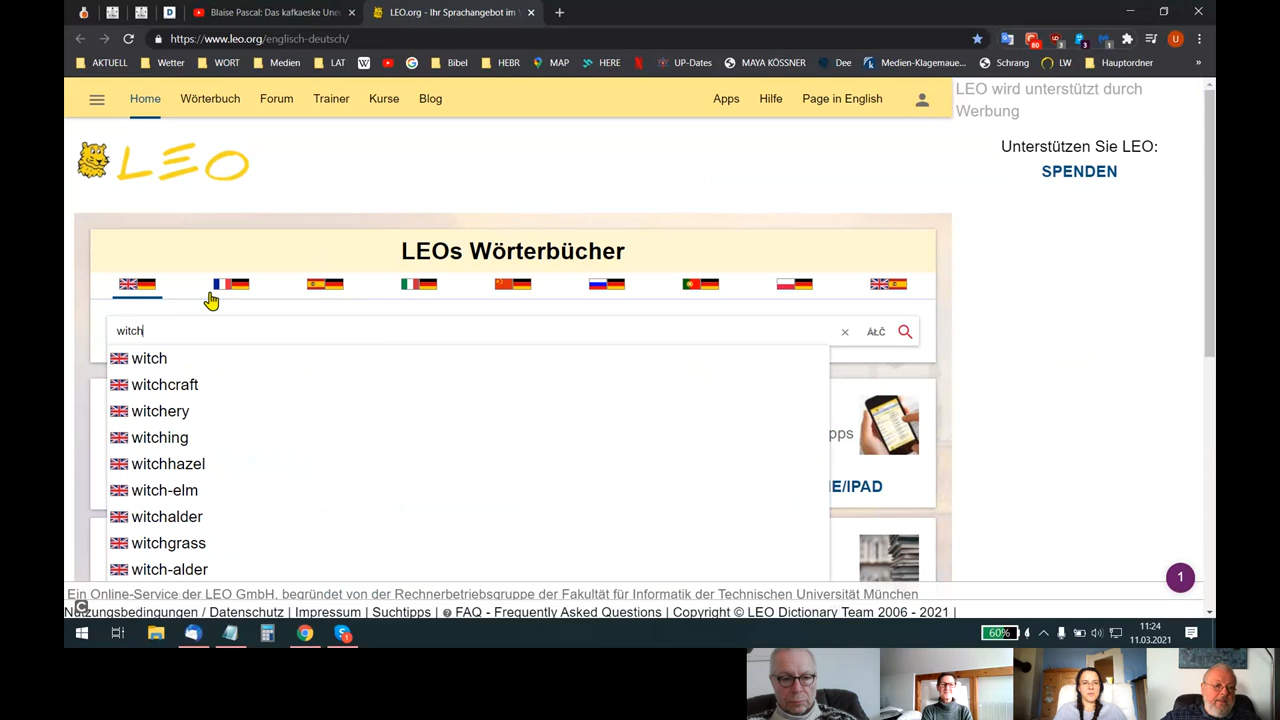 Blaise Pascal: Das kafkaeske Une
LEO.org - Ihr Sprachangebot im
https://www.leo.org/englisch-deutsch/
AKTUELL Wetter WORT Medien LAT Bibel HEBR MAP HERE UP-Dates MAYA KÖSSNER Dee Medien-Klagemaue... Schrang LW Hauptordner »
Home Wörterbuch Forum Trainer Kurse Blog Apps Hilfe Page in English
LEO wird unterstützt durch
Werbung
LEO
Unterstützen Sie LEO:
SPENDEN
LEOs Wörterbücher
witch
ÄŁČ
witch
witchcraft
witchery
witching
witchhazel
witch-elm
witchalder
witchgrass
witch-alder
pps
E/IPAD
1
Ein Online-Service der LEO GmbH, begründet von der Rechnerbetriebsgruppe der Fakultät für Informatik der Technischen Universität München
Nutzungsbedingungen / Datenschutz | Impressum | Suchtipps | FAQ - Frequently Asked Questions | Copyright © LEO Dictionary Team 2006 - 2021 |
60%
11:24
11.03.2021